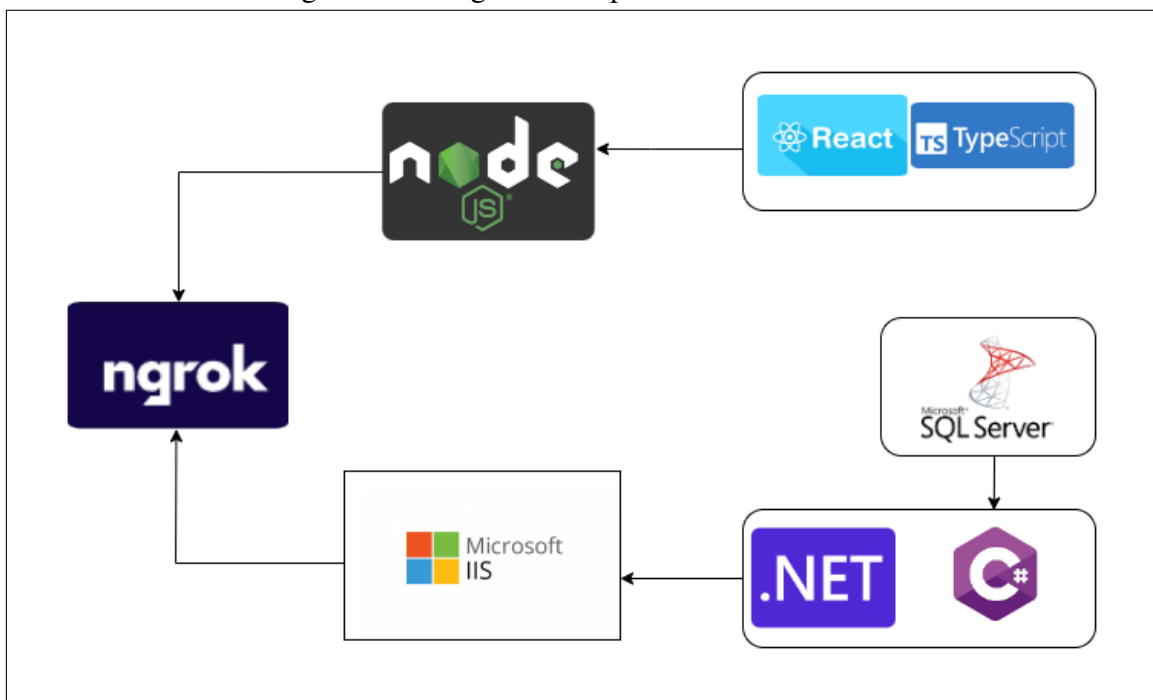 node
JS
React
TS TypeScript
ngrok
Microsoft
SQL Server
Microsoft
IIS
.NET
C#